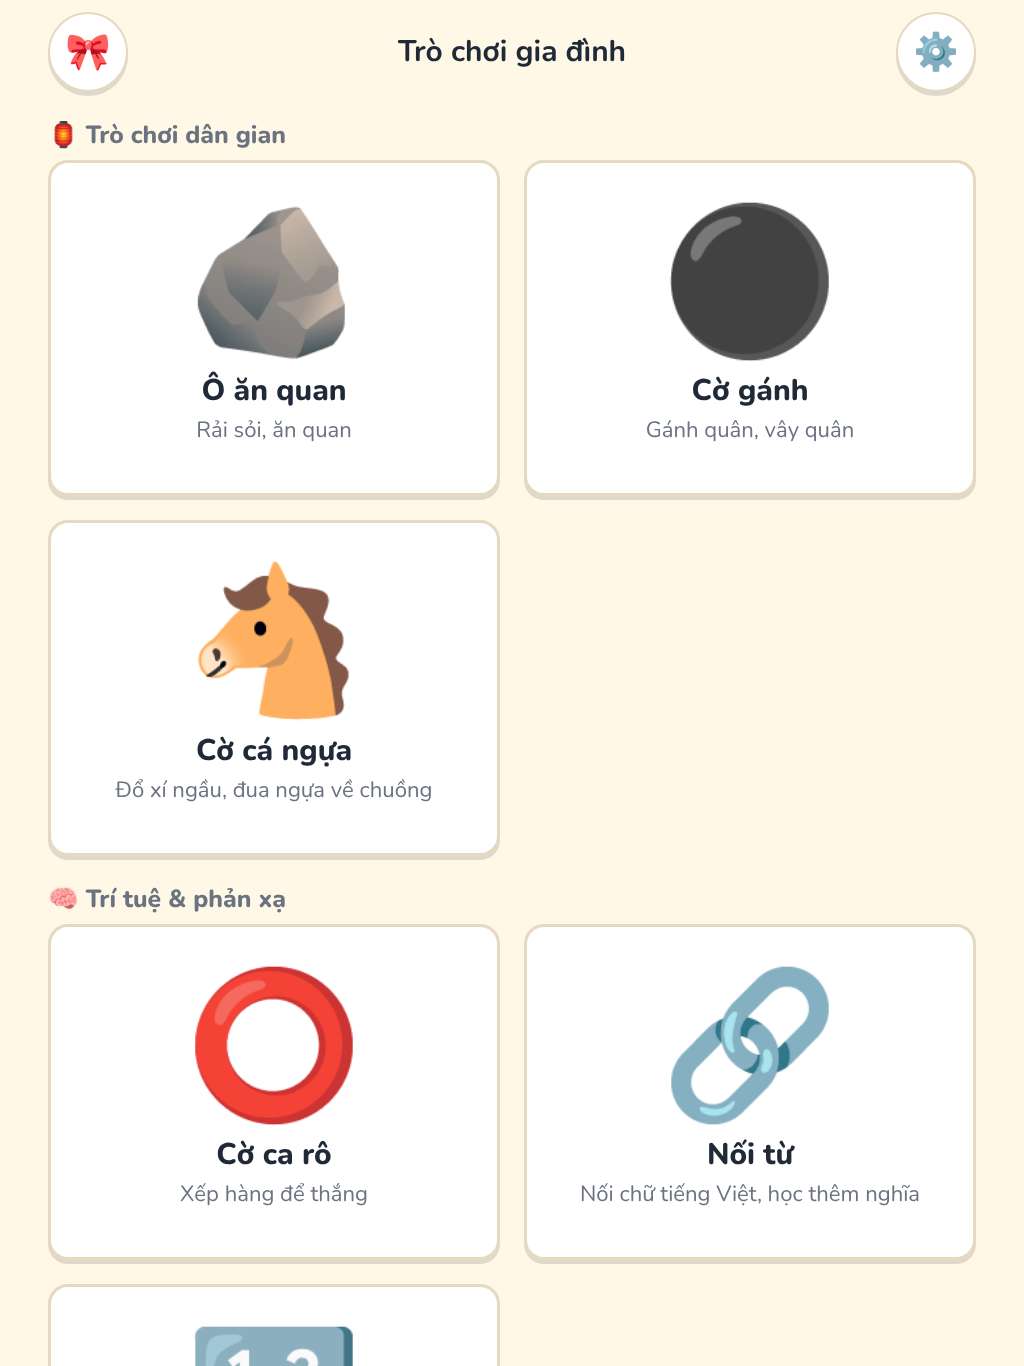 Trò chơi gia đình
Trò chơi dân gian
Ô ăn quan
Rải sỏi, ăn quan
Cờ gánh
Gánh quân, vây quân
Cờ cá ngựa
Đổ xí ngầu, đua ngựa về chuồng
Trí tuệ & phản xạ
Cờ ca rô
Xếp hàng để thắng
Nối từ
Nối chữ tiếng Việt, học thêm nghĩa